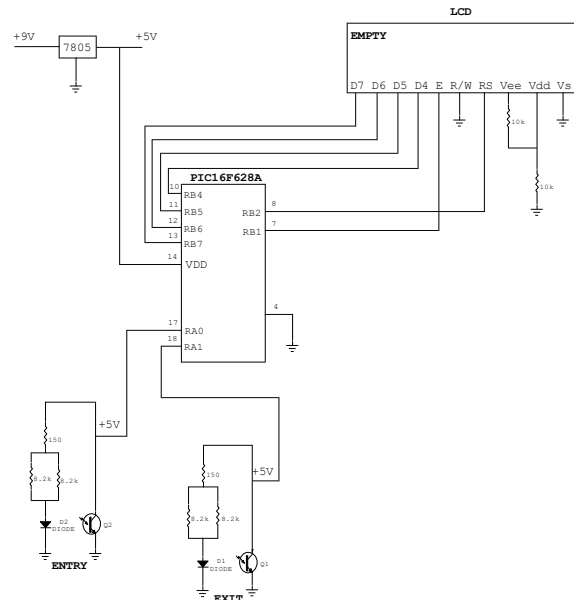 LCD
+9V
7805
+5V
EMPTY
D7 D6 D5 D4 E R/W RS Vee Vdd Vs
10k
10k
PIC16F628A
10
RB4
11
RB5
12
RB6
13
RB7
14
VDD
8
RB2
7
RB1
4
17
RA0
18
RA1
+5V
150
8.2k
8.2k
D2
DIODE
Q2
ENTRY
+5V
150
8.2k
8.2k
D1
DIODE
Q1
EXIT